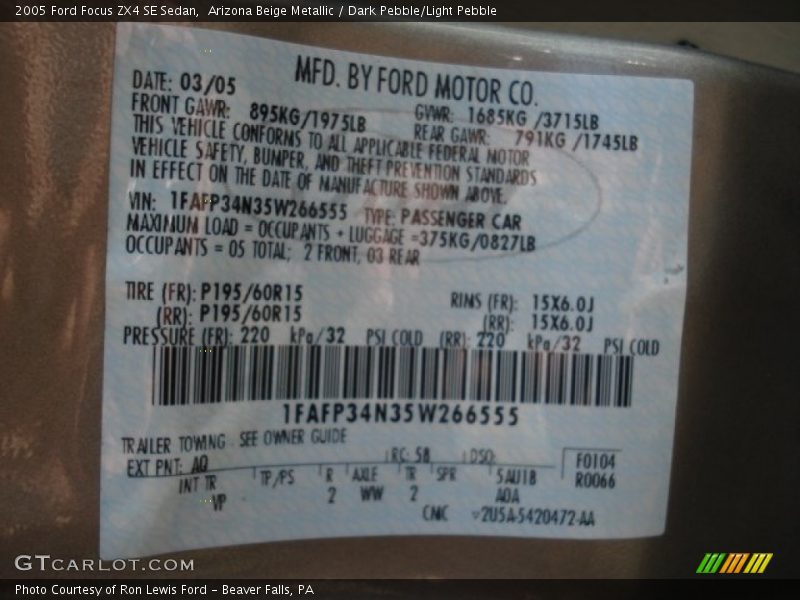 2005 Ford Focus ZX4 SE Sedan,  Arizona Beige Metallic / Dark Pebble/Light Pebble
MFD. BY FORD MOTOR CO.
DATE: 03/05
FRONT GAWR: 895KG/1975LB
GVWR: 1685KG /3715LB
REAR GAWR: 791KG /1745LB
THIS VEHICLE CONFORMS TO ALL APPLICABLE FEDERAL MOTOR
VEHICLE SAFETY, BUMPER, AND THEFT PREVENTION STANDARDS
IN EFFECT ON THE DATE OF MANUFACTURE SHOWN ABOVE.
VIN: 1FAFP34N35W266555 TYPE: PASSENGER CAR
MAXIMUM LOAD = OCCUPANTS + LUGGAGE =375KG/0827LB
OCCUPANTS = 05 TOTAL; 2 FRONT, 03 REAR
TIRE (FR): P195/60R15 RIMS (FR): 15X6.0J
(RR): P195/60R15 (RR): 15X6.0J
PRESSURE (FR): 220 kPa/32 PSI COLD (RR): 220 kPa/32 PSI COLD
1FAFP34N35W266555
TRAILER TOWING - SEE OWNER GUIDE
EXT PNT: AQ RC: 58 DSO: F0104
INT TR TP/PS R AXLE TR SPR 5AU1B R0066
VP 2 WW 2 AOA
CMC 2U5A-5420472-AA
GTCARLOT.COM
Photo Courtesy of Ron Lewis Ford - Beaver Falls, PA